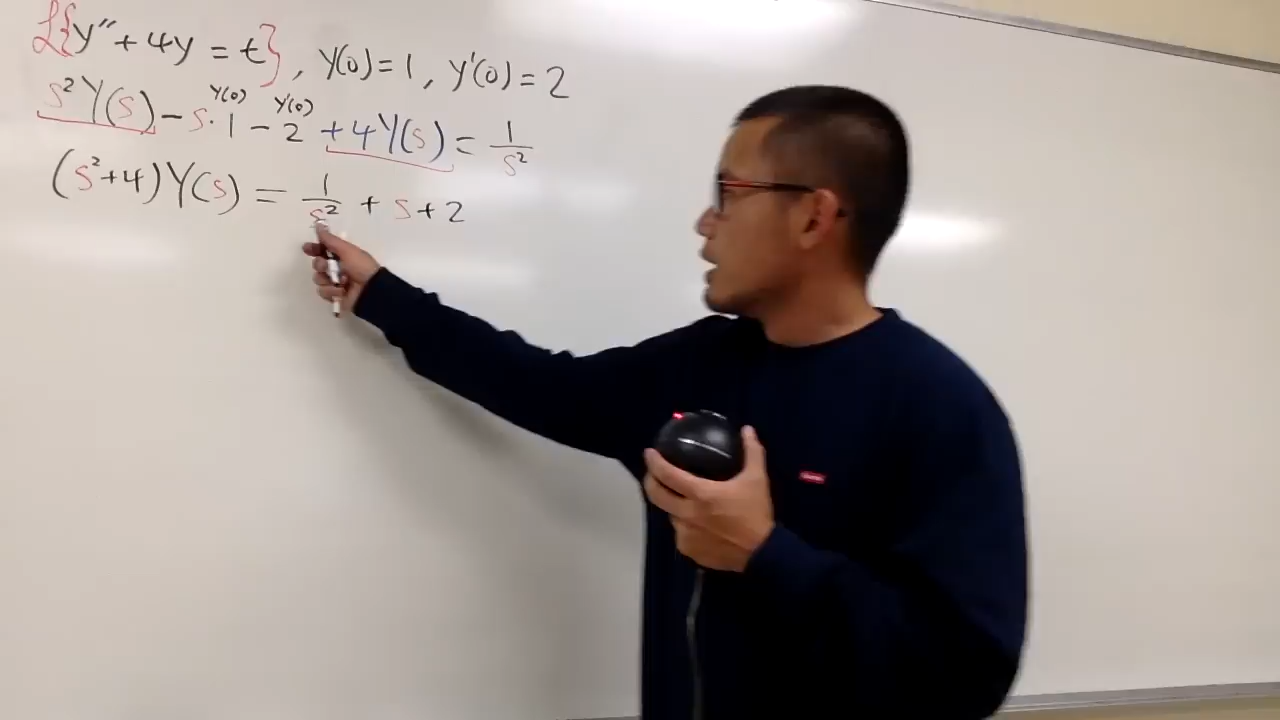 ℒ{y″ + 4y = t}, y(0) = 1, y′(0) = 2
y(0) y′(0)
s²Y(s) − s·1 − 2 + 4Y(s) = 1/s²
(s²+4)Y(s) = 1/s² + s + 2